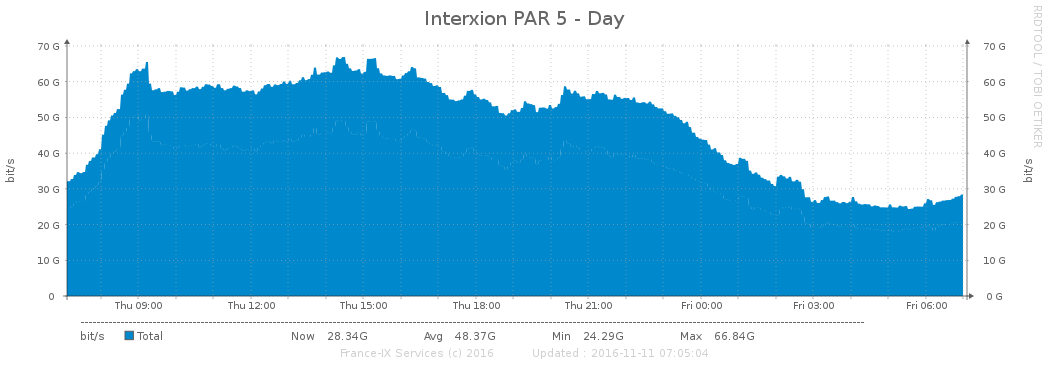 Interxion PAR 5 - Day
RRDTOOL / TOBI OETIKER
70 G 70 G
60 G 60 G
50 G 50 G
40 G 40 G
30 G 30 G
20 G 20 G
10 G 10 G
0 0 G
bit/s bit/s
Thu 09:00 Thu 12:00 Thu 15:00 Thu 18:00 Thu 21:00 Fri 00:00 Fri 03:00 Fri 06:00
bit/s Total Now 28.34G Avg 48.37G Min 24.29G Max 66.84G
France-IX Services (c) 2016 Updated : 2016-11-11 07:05:04